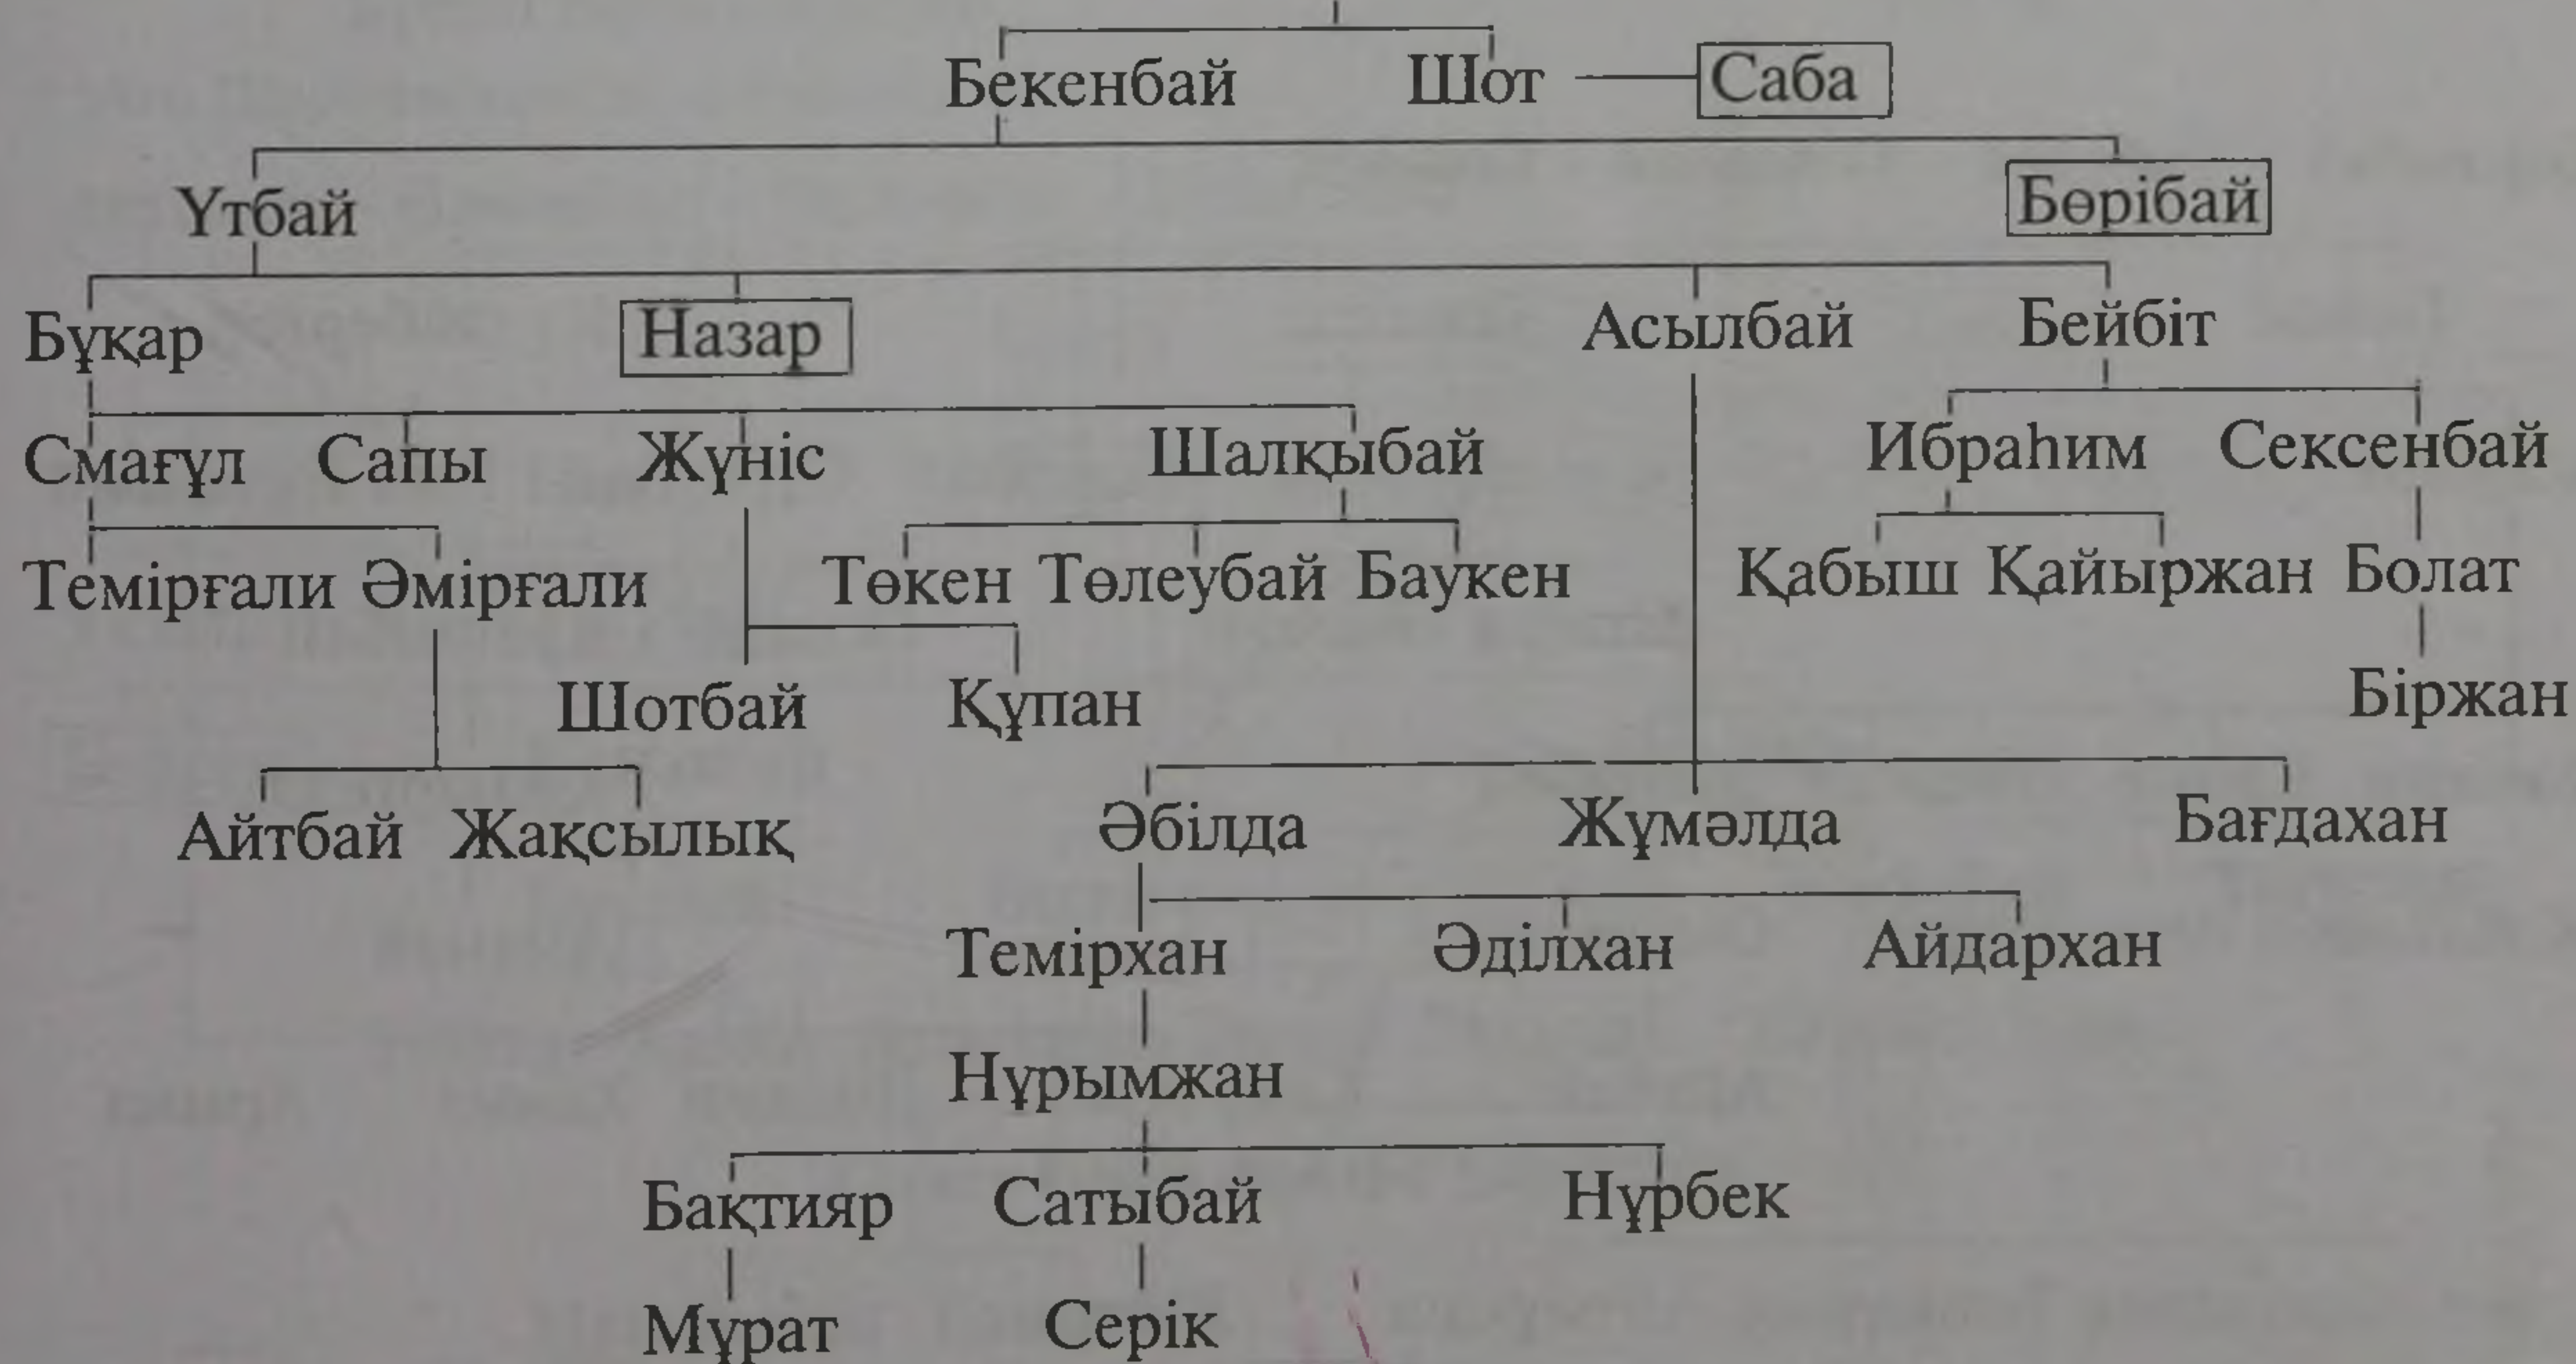 Бекенбай Шот Саба
Үтбай Бөрібай
Бұқар Назар Асылбай Бейбіт
Смағұл Сапы Жүніс Шалқыбай Ибраһим Сексенбай
Темірғали Әмірғали Төкен Төлеубай Баукен Қабыш Қайыржан Болат
Шотбай Құпан Біржан
Айтбай Жақсылық Әбілда Жұмәлда Бағдахан
Темірхан Әділхан Айдархан
Нұрымжан
Бақтияр Сатыбай Нұрбек
Мұрат Серік